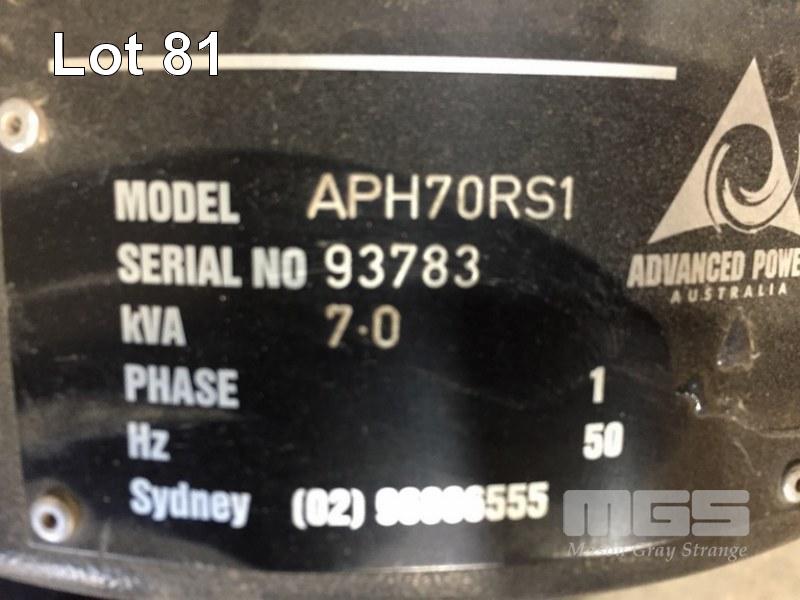 Lot 81
MODEL APH70RS1
SERIAL NO 93783
kVA 7·0
PHASE 1
Hz 50
Sydney (02)
ADVANCED POWE
AUSTRALIA
MGS
Mason Gray Strange